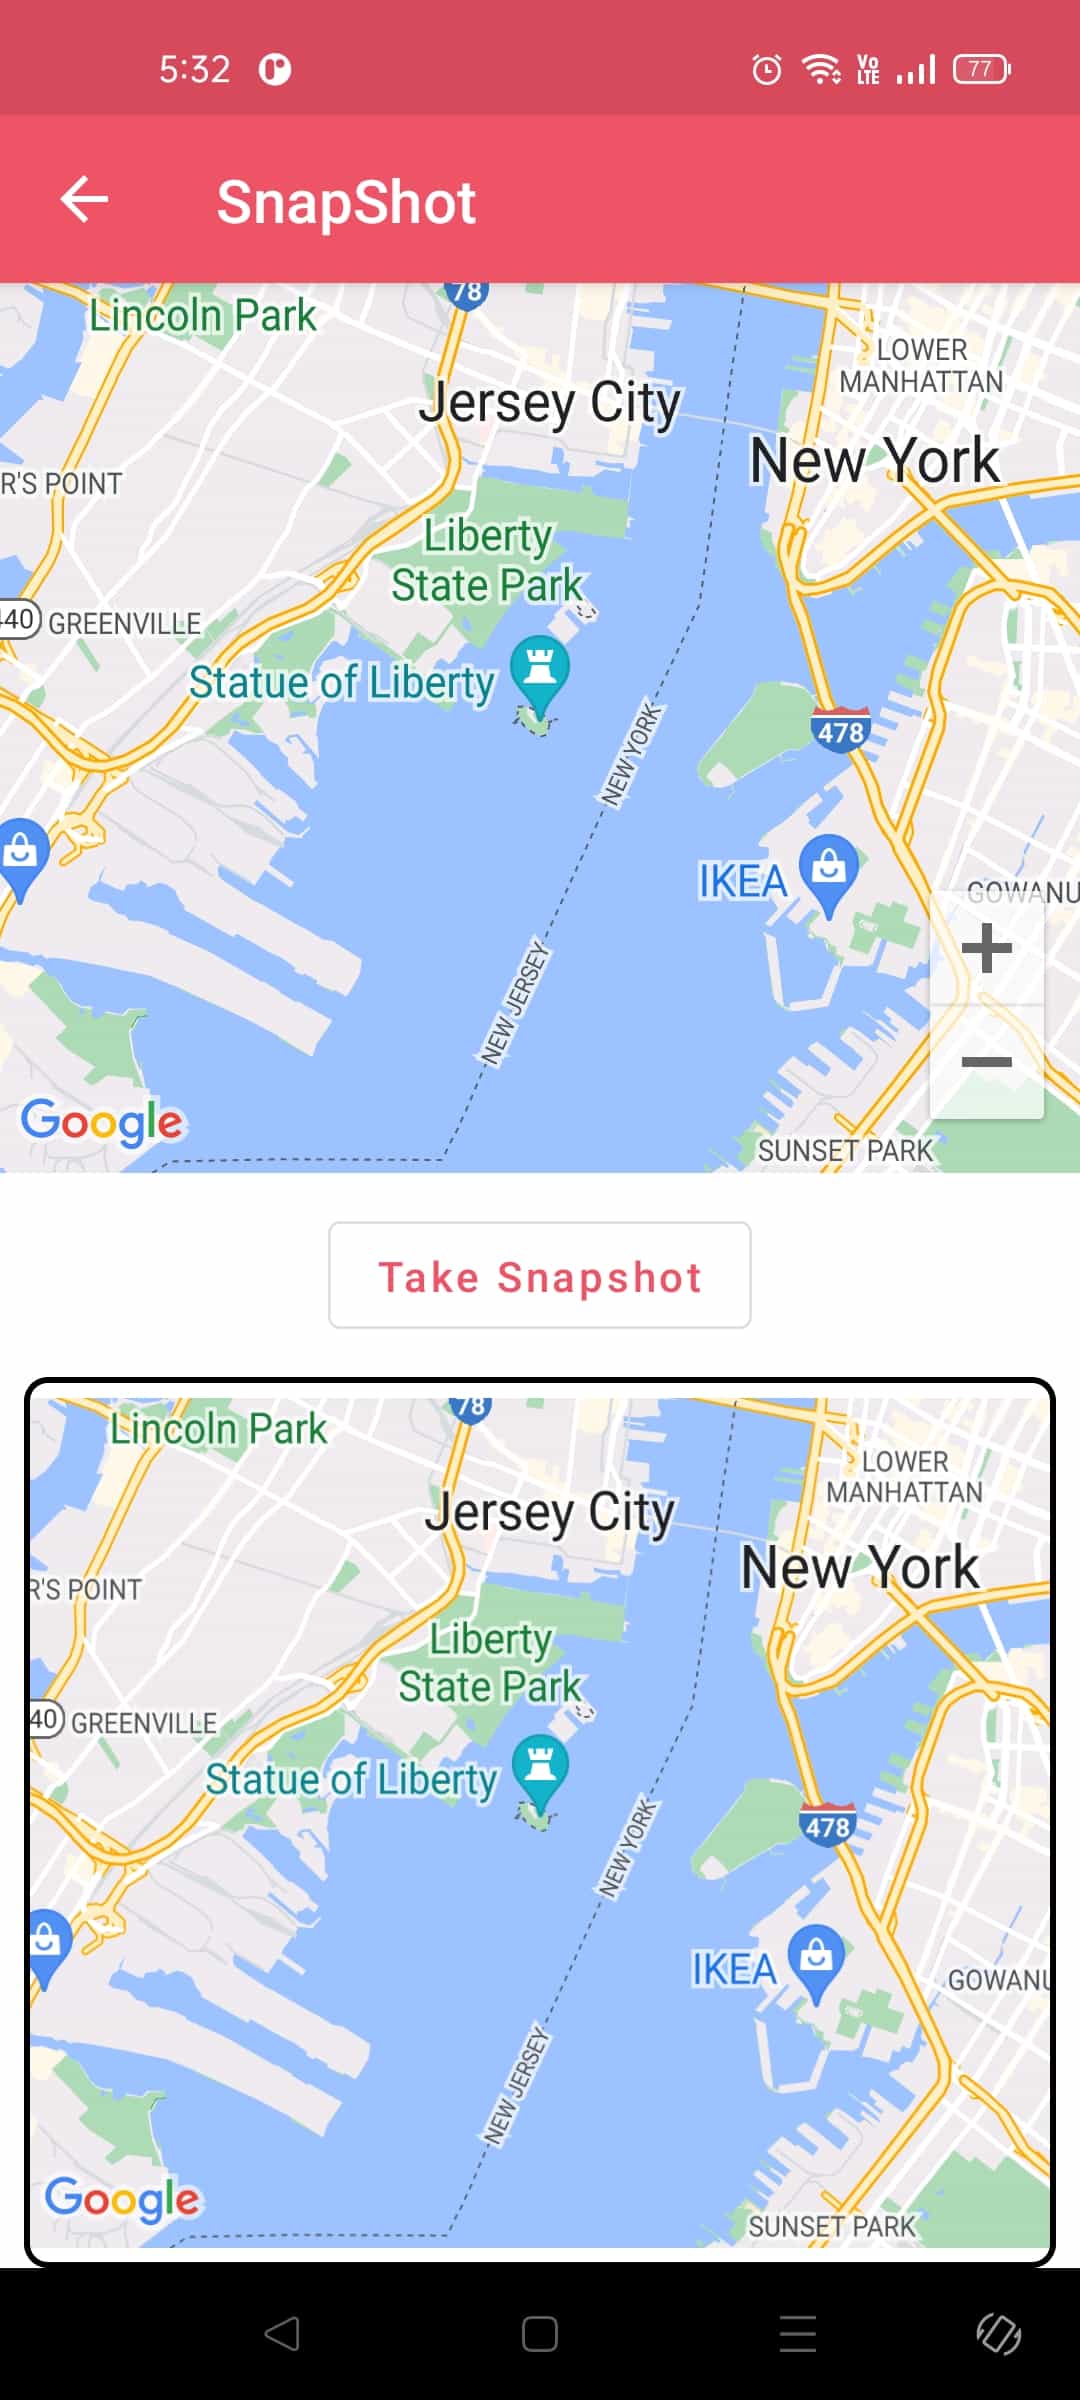 5:32
Vo
LTE
77
SnapShot
78
Lincoln Park
LOWER
MANHATTAN
Jersey City
New York
R'S POINT
Liberty
State Park
440 GREENVILLE
Statue of Liberty
NEW YORK
478
IKEA
GOWANU
+
NEW JERSEY
−
Google
SUNSET PARK
Take Snapshot
78
Lincoln Park
LOWER
MANHATTAN
Jersey City
New York
R'S POINT
Liberty
State Park
40 GREENVILLE
Statue of Liberty
NEW YORK
478
IKEA
GOWANU
NEW JERSEY
Google
SUNSET PARK